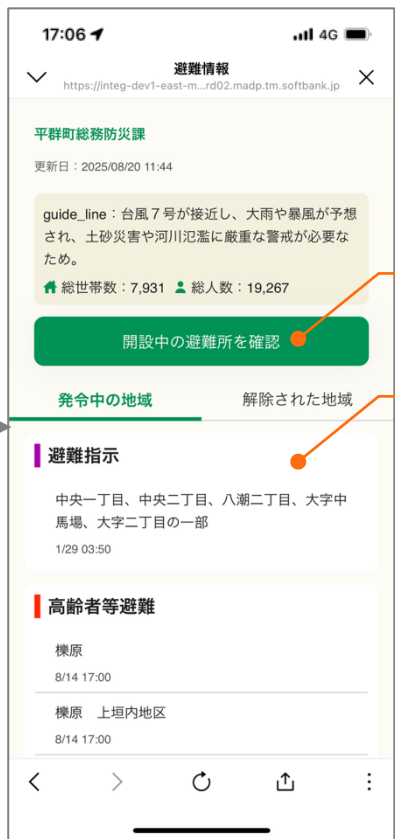 17:06
4G
避難情報
https://integ-dev1-east-m...rd02.madp.tm.softbank.jp
平群町総務防災課
更新日：2025/08/20 11:44
guide_line：台風７号が接近し、大雨や暴風が予想
され、土砂災害や河川氾濫に厳重な警戒が必要な
ため。
総世帯数：7,931 総人数：19,267
開設中の避難所を確認
発令中の地域 解除された地域
避難指示
中央一丁目、中央二丁目、八潮二丁目、大字中
馬場、大字二丁目の一部
1/29 03:50
高齢者等避難
櫟原
8/14 17:00
櫟原　上垣内地区
8/14 17:00